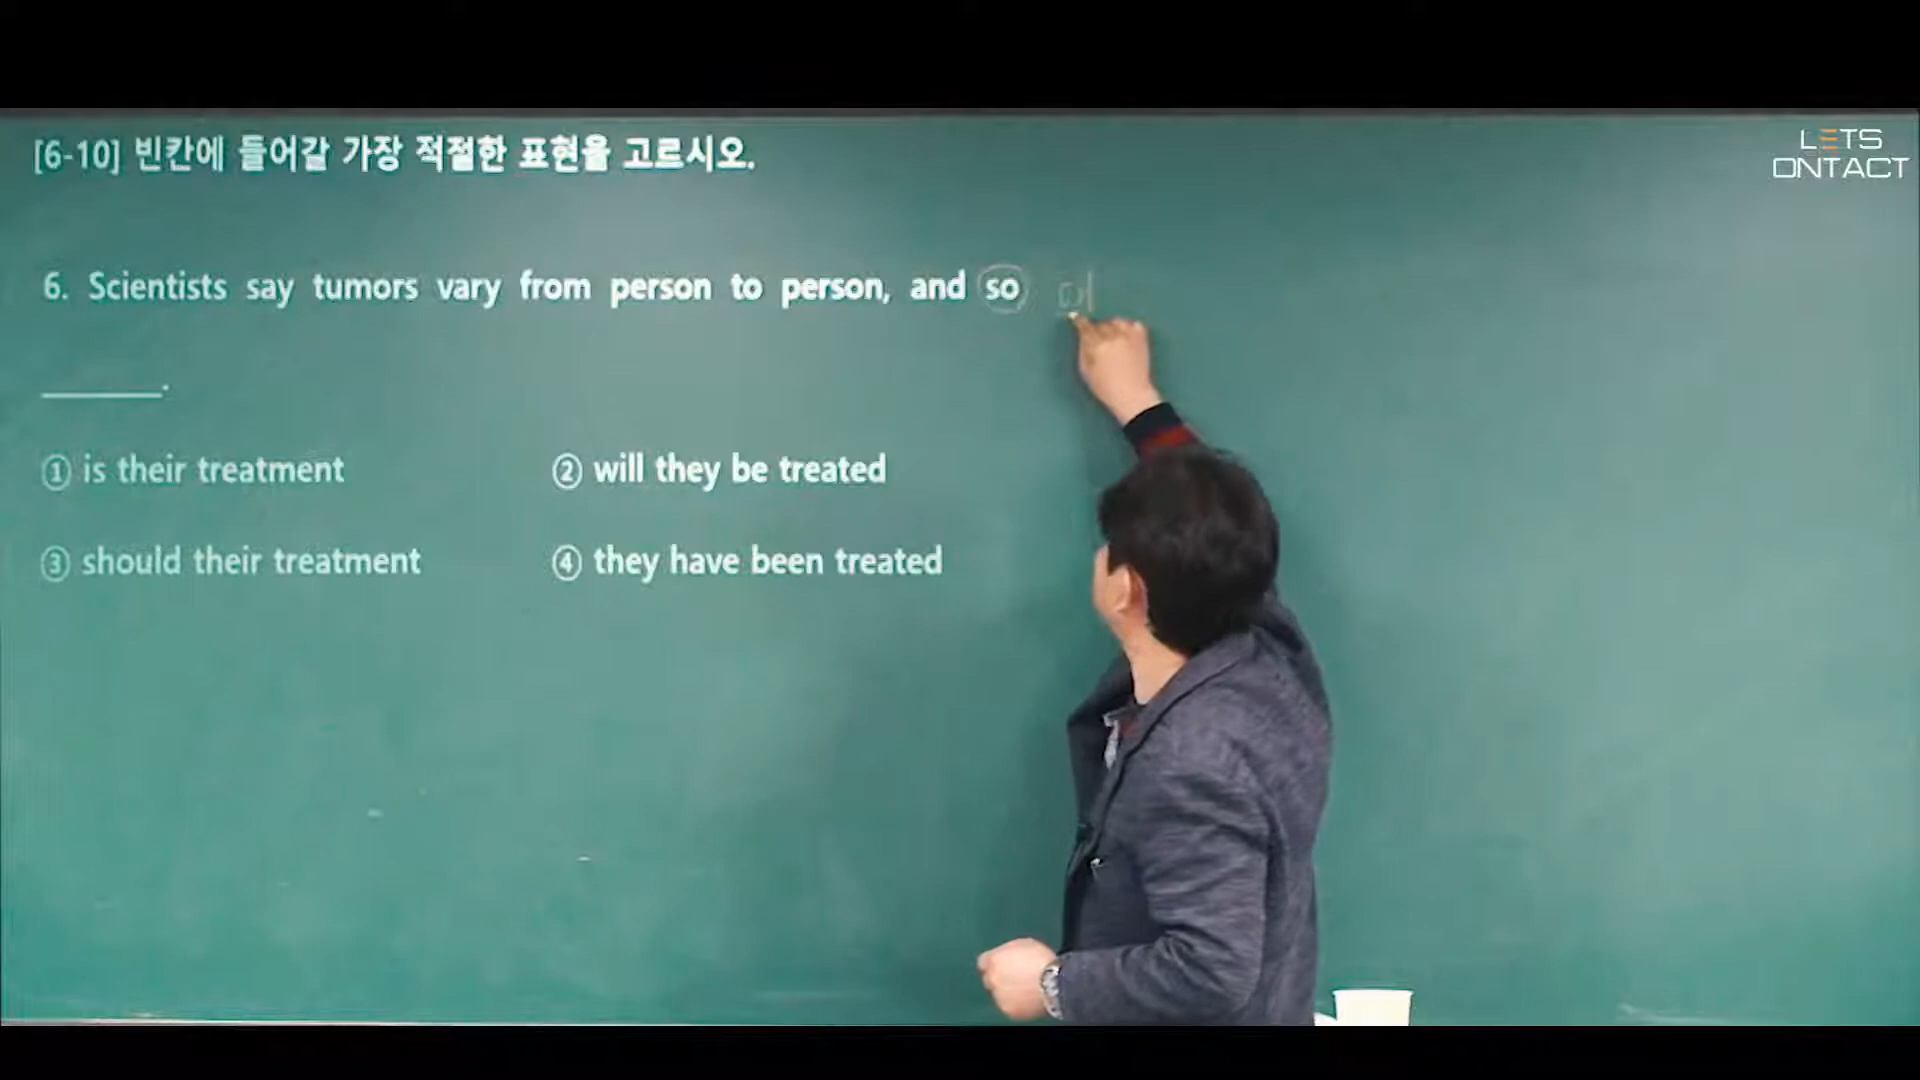 [6-10] 빈칸에 들어갈 가장 적절한 표현을 고르시오.
LETS
ONTACT
6. Scientists say tumors vary from person to person, and so
______.
① is their treatment ② will they be treated
③ should their treatment ④ they have been treated